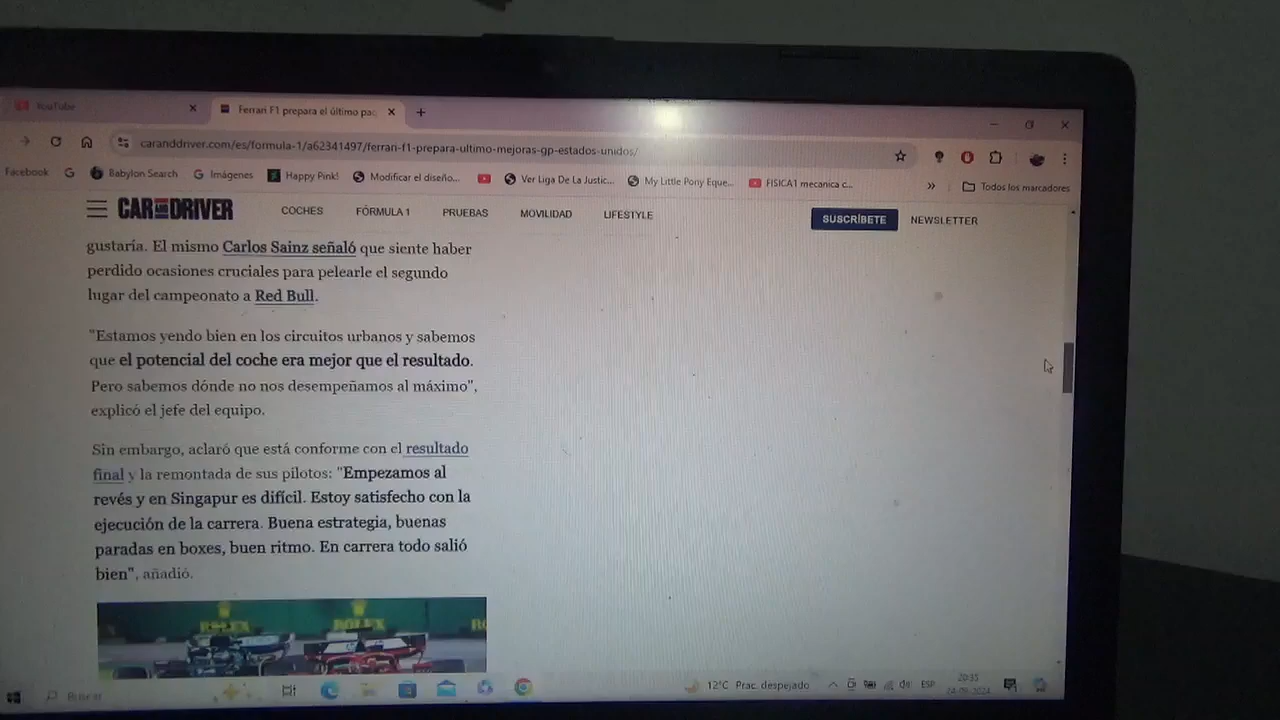 YouTube
Ferrari F1 prepara el último pac
caranddriver.com/es/formula-1/a62341497/ferrari-f1-prepara-ultimo-mejoras-gp-estados-unidos/
Facebook
Babylon Search
Imágenes
Happy Pink!
Modificar el diseño...
Ver Liga De La Justic...
My Little Pony Eque...
FISICA1 mecanica c...
»
Todos los marcadores
CAR AND DRIVER
COCHES
FÓRMULA 1
PRUEBAS
MOVILIDAD
LIFESTYLE
SUSCRÍBETE
NEWSLETTER
gustaría. El mismo Carlos Sainz señaló que siente haber
perdido ocasiones cruciales para pelearle el segundo
lugar del campeonato a Red Bull.
"Estamos yendo bien en los circuitos urbanos y sabemos
que el potencial del coche era mejor que el resultado.
Pero sabemos dónde no nos desempeñamos al máximo",
explicó el jefe del equipo.
Sin embargo, aclaró que está conforme con el resultado
final y la remontada de sus pilotos: "Empezamos al
revés y en Singapur es difícil. Estoy satisfecho con la
ejecución de la carrera. Buena estrategia, buenas
paradas en boxes, buen ritmo. En carrera todo salió
bien", añadió.
ROLEX
ROLEX
Buscar
12°C Prac. despejado
ESP
20:35